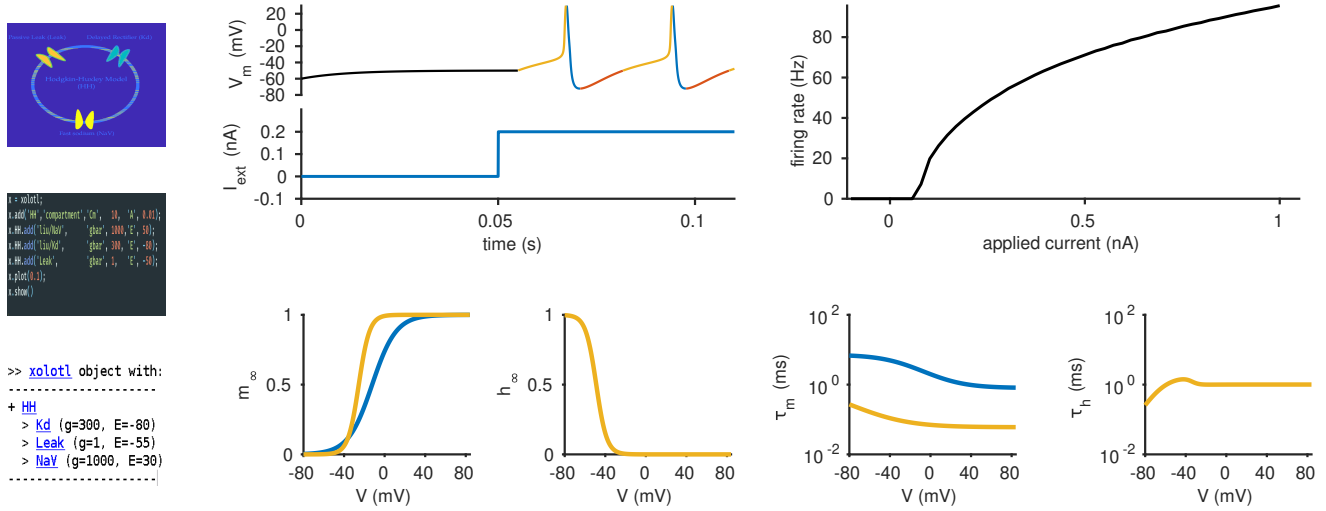 Passive Leak (Leak)
Delayed Rectifier (Kd)
Hodgkin-Huxley Model
(HH)
Fast sodium (NaV)
x = xolotl;
x.add('HH','compartment','Cm', 10, 'A', 0.01);
x.HH.add('liu/NaV', 'gbar', 1000,'E', 50);
x.HH.add('liu/Kd', 'gbar', 300, 'E', -80);
x.HH.add('Leak', 'gbar', 1, 'E', -50);
x.plot(0.1);
x.show()
>> xolotl object with:
---------------------
+ HH
> Kd (g=300, E=-80)
> Leak (g=1, E=-55)
> NaV (g=1000, E=30)
---------------------
V_m (mV)
20
0
-20
-40
-60
-80
I_ext (nA)
0.2
0.1
0
-0.1
0
0.05
0.1
time (s)
firing rate (Hz)
80
60
40
20
0
0
0.5
1
applied current (nA)
m_∞
1
0.5
0
-80
-40
0
40
80
V (mV)
h_∞
1
0.5
0
-80
-40
0
40
80
V (mV)
τ_m (ms)
10^2
10^0
10^-2
-80
-40
0
40
80
V (mV)
τ_h (ms)
10^2
10^0
10^-2
-80
-40
0
40
80
V (mV)